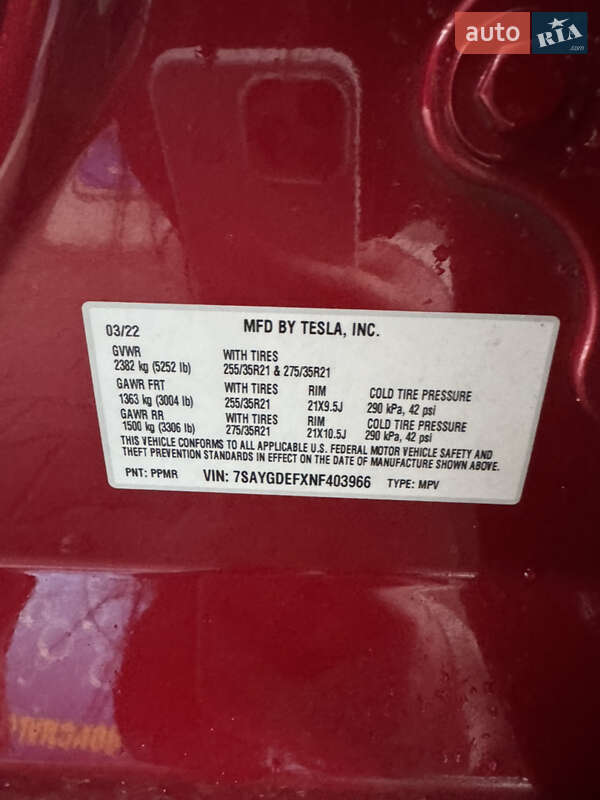 auto RIA .com
03/22 MFD BY TESLA, INC.
GVWR WITH TIRES
2382 kg (5252 lb) 255/35R21 & 275/35R21
GAWR FRT WITH TIRES RIM COLD TIRE PRESSURE
1363 kg (3004 lb) 255/35R21 21X9.5J 290 kPa, 42 psi
GAWR RR WITH TIRES RIM COLD TIRE PRESSURE
1500 kg (3306 lb) 275/35R21 21X10.5J 290 kPa, 42 psi
THIS VEHICLE CONFORMS TO ALL APPLICABLE U.S. FEDERAL MOTOR VEHICLE SAFETY AND
THEFT PREVENTION STANDARDS IN EFFECT ON THE DATE OF MANUFACTURE SHOWN ABOVE.
PNT: PPMR VIN: 7SAYGDEFXNF403966 TYPE: MPV